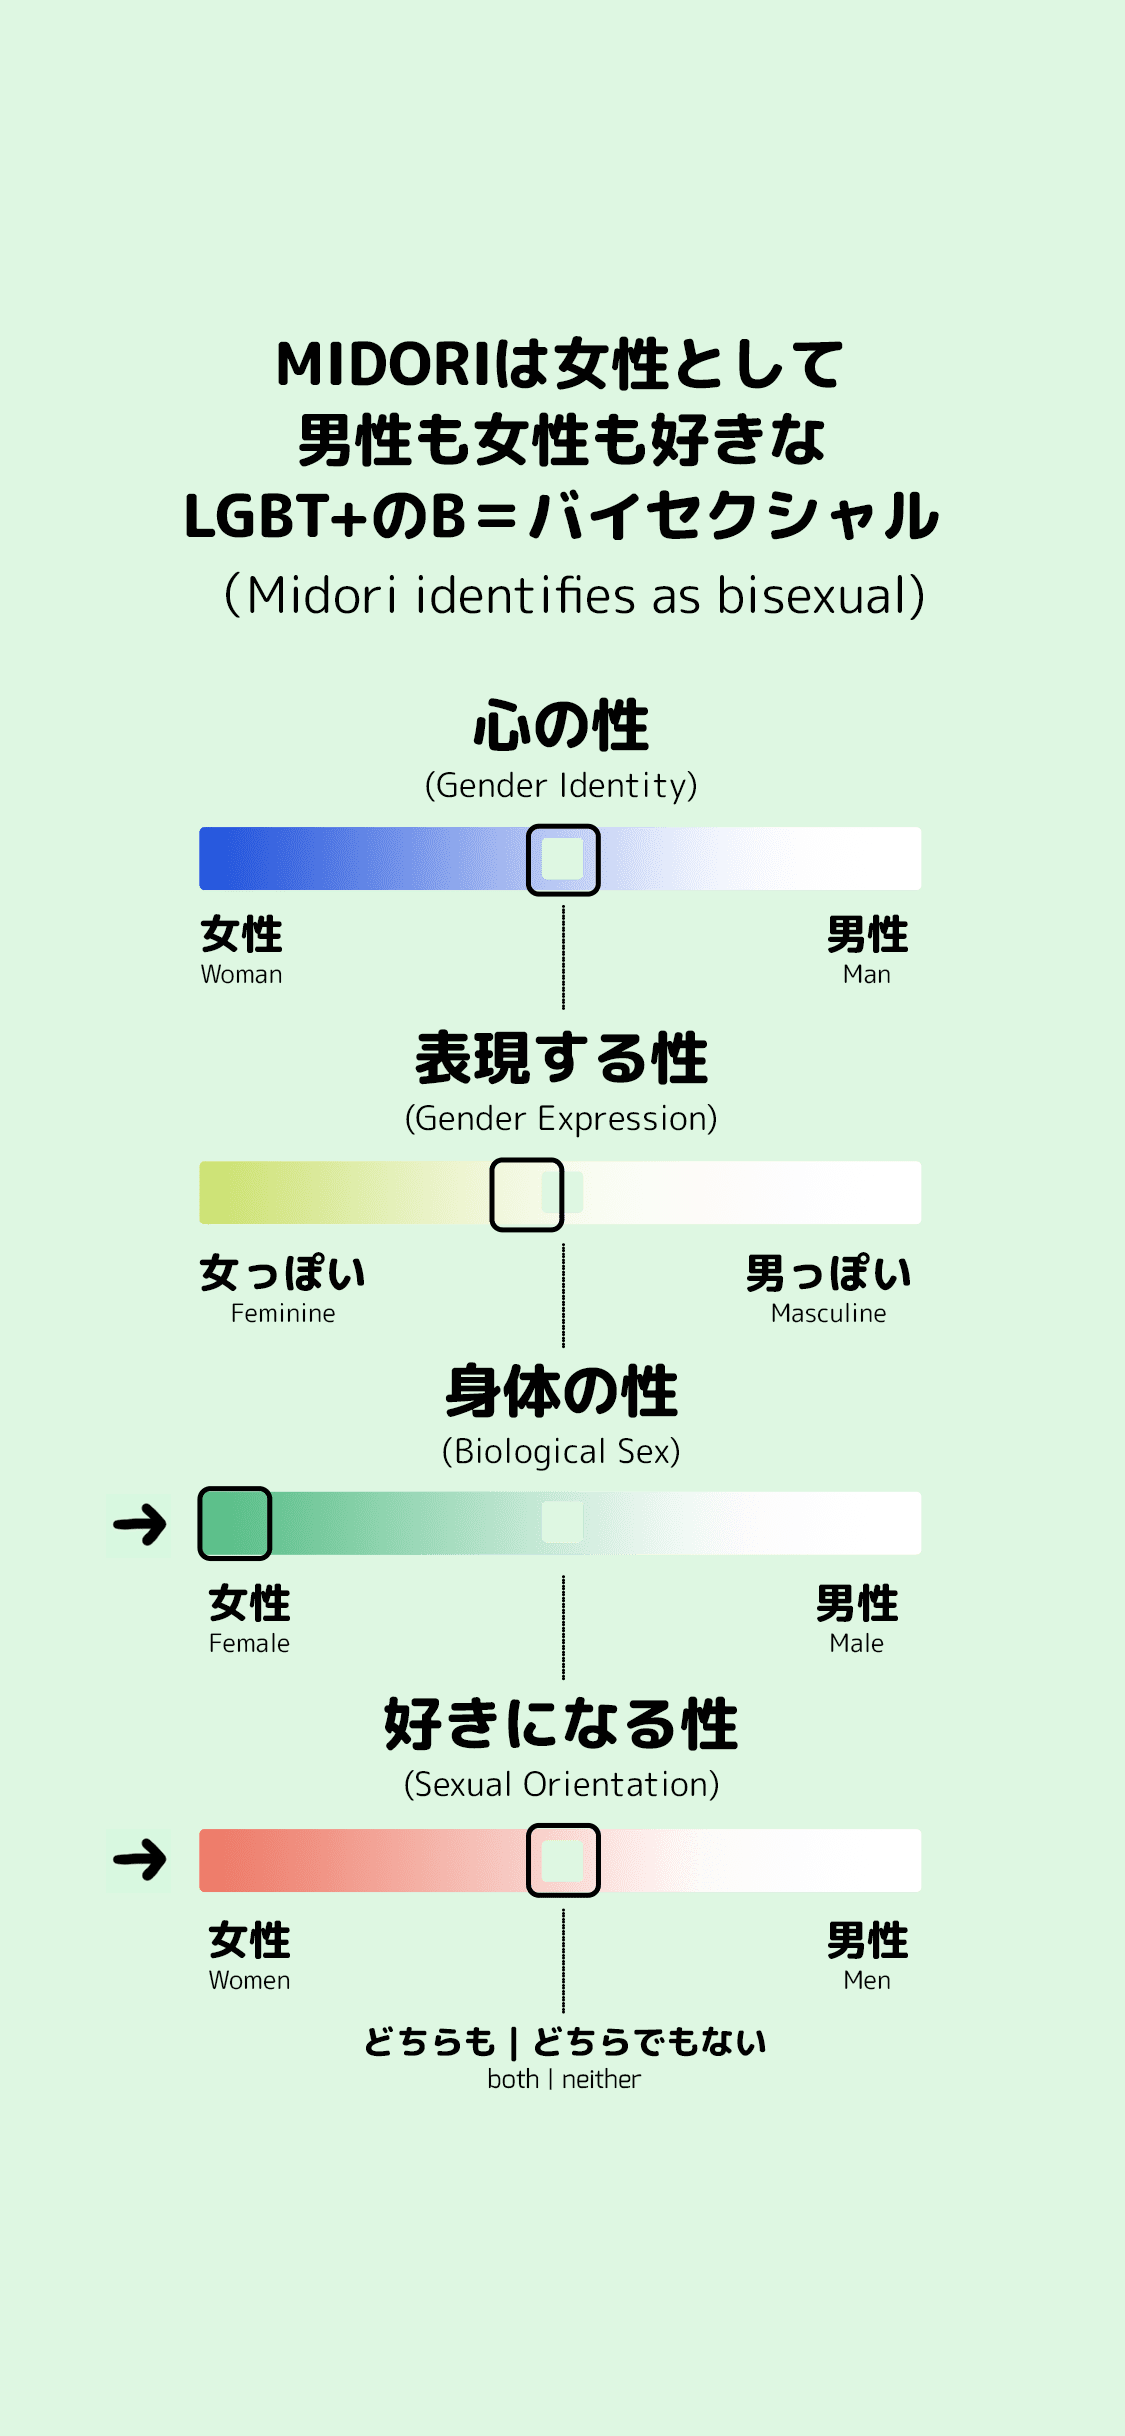 MIDORIは女性として
男性も女性も好きな
LGBT+のB＝バイセクシャル
(Midori identifies as bisexual)
心の性
(Gender Identity)
女性 男性
Woman Man
表現する性
(Gender Expression)
女っぽい 男っぽい
Feminine Masculine
身体の性
(Biological Sex)
女性 男性
Female Male
好きになる性
(Sexual Orientation)
女性 男性
Women Men
どちらも | どちらでもない
both | neither